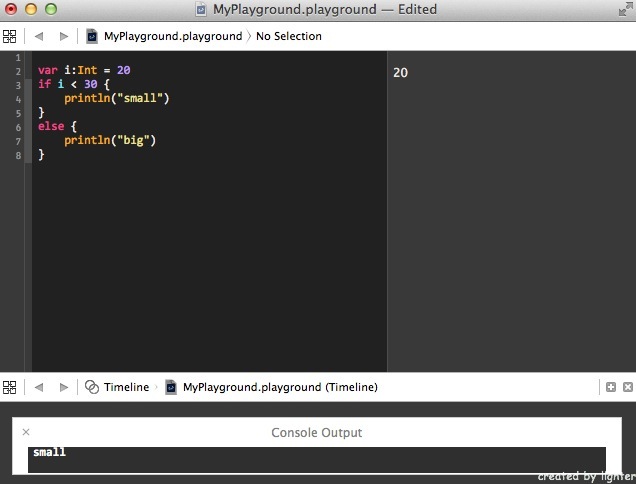 MyPlayground.playground — Edited
MyPlayground.playground 〉 No Selection
1
2 var i:Int = 20
3 if i < 30 {
4 println("small")
5 }
6 else {
7 println("big")
8 }
20
Timeline 〉 MyPlayground.playground (Timeline)
Console Output
small
created by lighter